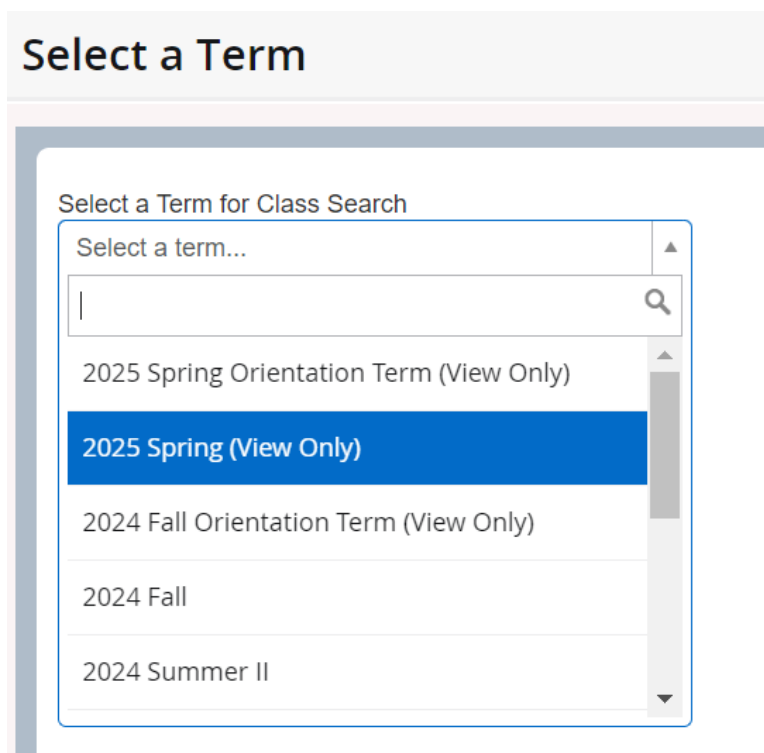 Select a Term
Select a Term for Class Search
Select a term...
2025 Spring Orientation Term (View Only)
2025 Spring (View Only)
2024 Fall Orientation Term (View Only)
2024 Fall
2024 Summer II